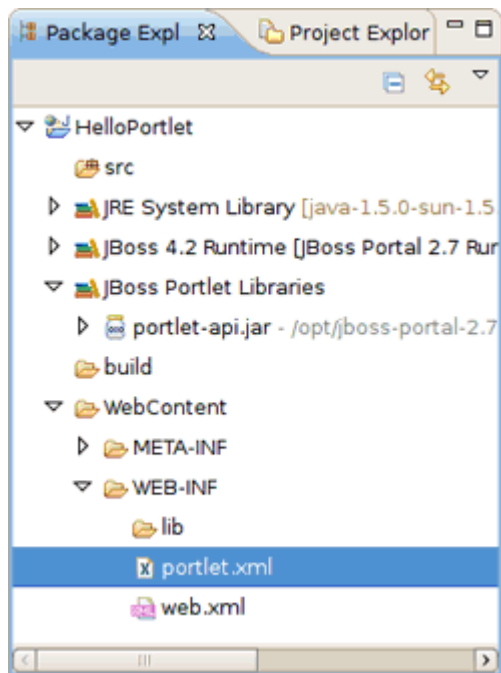 Package Expl Project Explor
HelloPortlet
src
JRE System Library [java-1.5.0-sun-1.5
JBoss 4.2 Runtime [JBoss Portal 2.7 Rur
JBoss Portlet Libraries
portlet-api.jar - /opt/jboss-portal-2.7
build
WebContent
META-INF
WEB-INF
lib
portlet.xml
web.xml